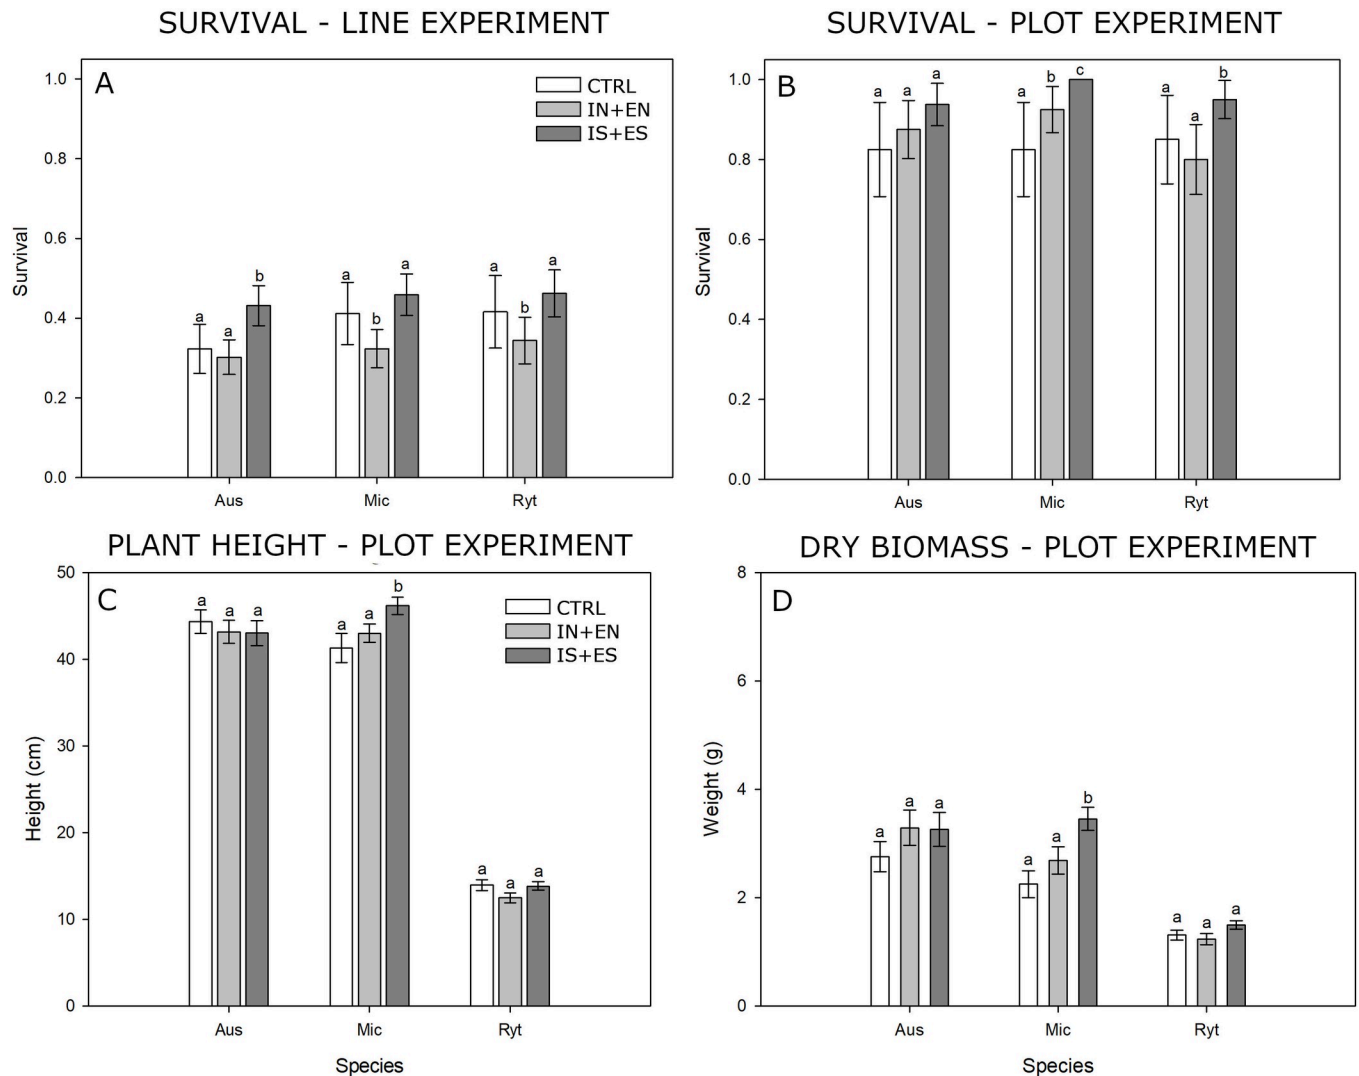 SURVIVAL - LINE EXPERIMENT
A
CTRL
IN+EN
IS+ES
1.0
0.8
0.6
0.4
0.2
0.0
Survival
a a b
a b a
a b a
Aus Mic Ryt
SURVIVAL - PLOT EXPERIMENT
B
1.0
0.8
0.6
0.4
0.2
0.0
Survival
a a a
a b c
a a b
Aus Mic Ryt
PLANT HEIGHT - PLOT EXPERIMENT
C
CTRL
IN+EN
IS+ES
50
40
30
20
10
0
Height (cm)
a a a
a a b
a a a
Aus Mic Ryt
Species
DRY BIOMASS - PLOT EXPERIMENT
D
8
6
4
2
0
Weight (g)
a a a
a a b
a a a
Aus Mic Ryt
Species